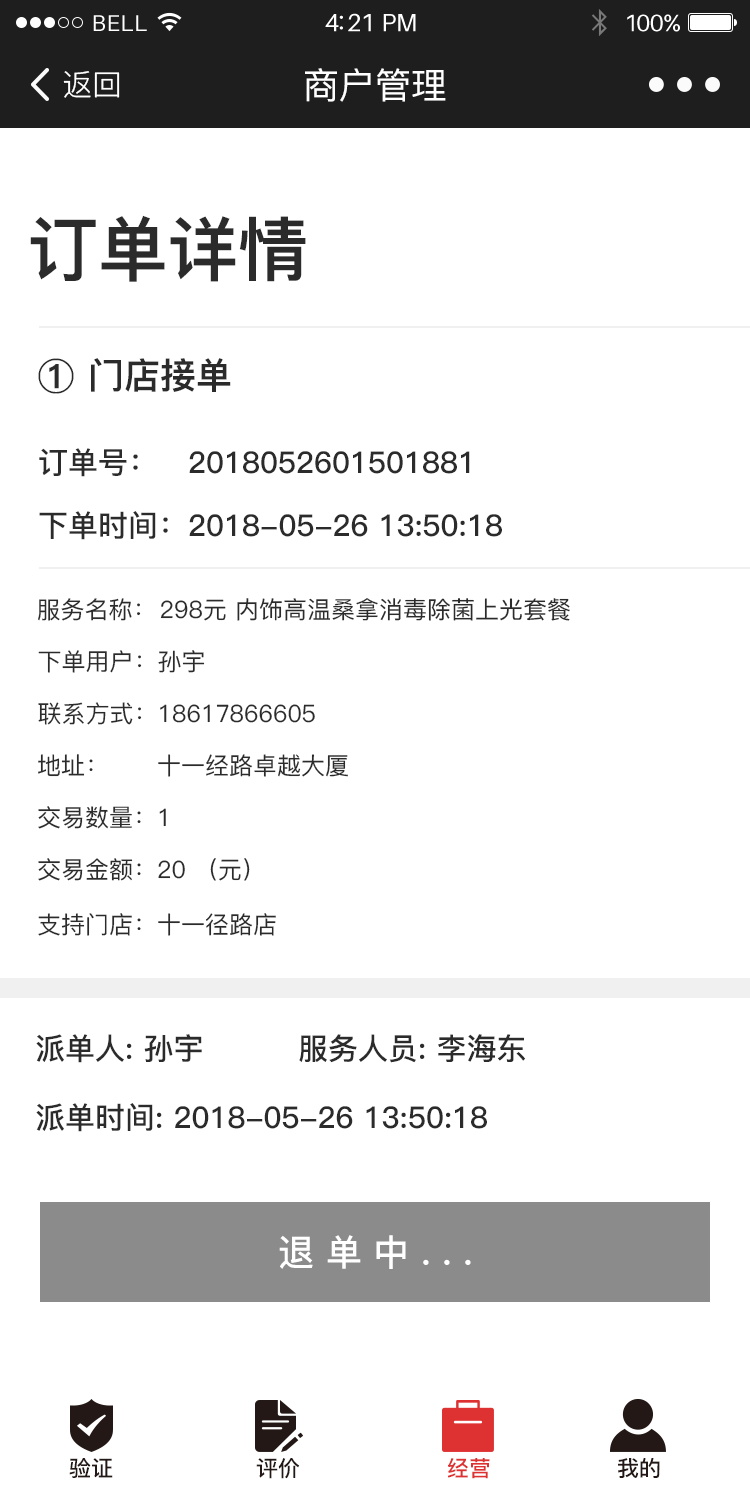 BELL 4:21 PM 100%
返回 商户管理
订单详情
① 门店接单
订单号： 2018052601501881
下单时间：2018-05-26 13:50:18
服务名称： 298元 内饰高温桑拿消毒除菌上光套餐
下单用户：孙宇
联系方式：18617866605
地址： 十一经路卓越大厦
交易数量：1
交易金额：20 （元）
支持门店：十一径路店
派单人: 孙宇 服务人员: 李海东
派单时间: 2018-05-26 13:50:18
退单中...
验证 评价 经营 我的